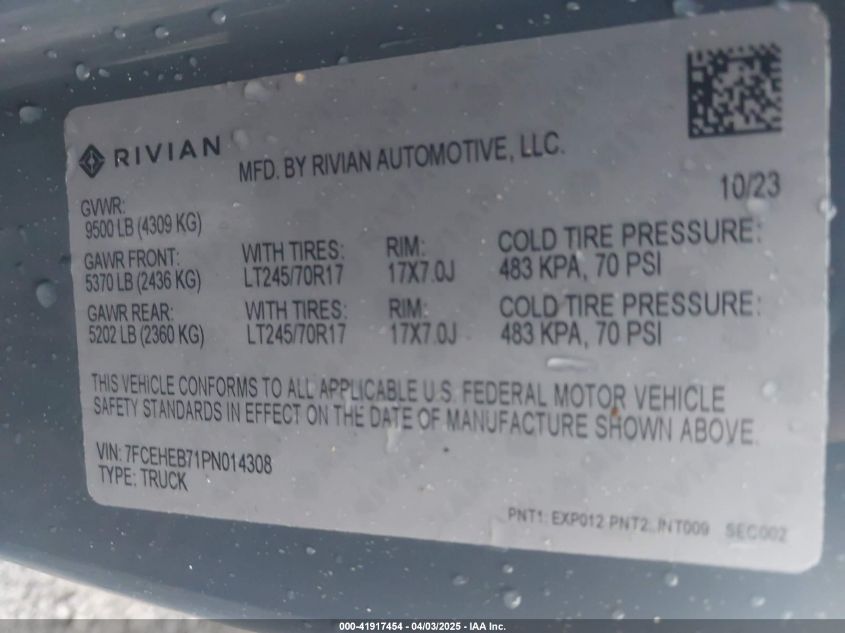 RIVIAN
MFD. BY RIVIAN AUTOMOTIVE, LLC.
10/23
GVWR:
9500 LB (4309 KG)
GAWR FRONT: WITH TIRES: RIM: COLD TIRE PRESSURE:
5370 LB (2436 KG) LT245/70R17 17X7.0J 483 KPA, 70 PSI
GAWR REAR: WITH TIRES: RIM: COLD TIRE PRESSURE:
5202 LB (2360 KG) LT245/70R17 17X7.0J 483 KPA, 70 PSI
THIS VEHICLE CONFORMS TO ALL APPLICABLE U.S. FEDERAL MOTOR VEHICLE
SAFETY STANDARDS IN EFFECT ON THE DATE OF MANUFACTURE SHOWN ABOVE.
VIN: 7FCEHEB71PN014308
TYPE: TRUCK
PNT1: EXP012 PNT2: INT009 SEC002
000-41917454 - 04/03/2025 - IAA Inc.